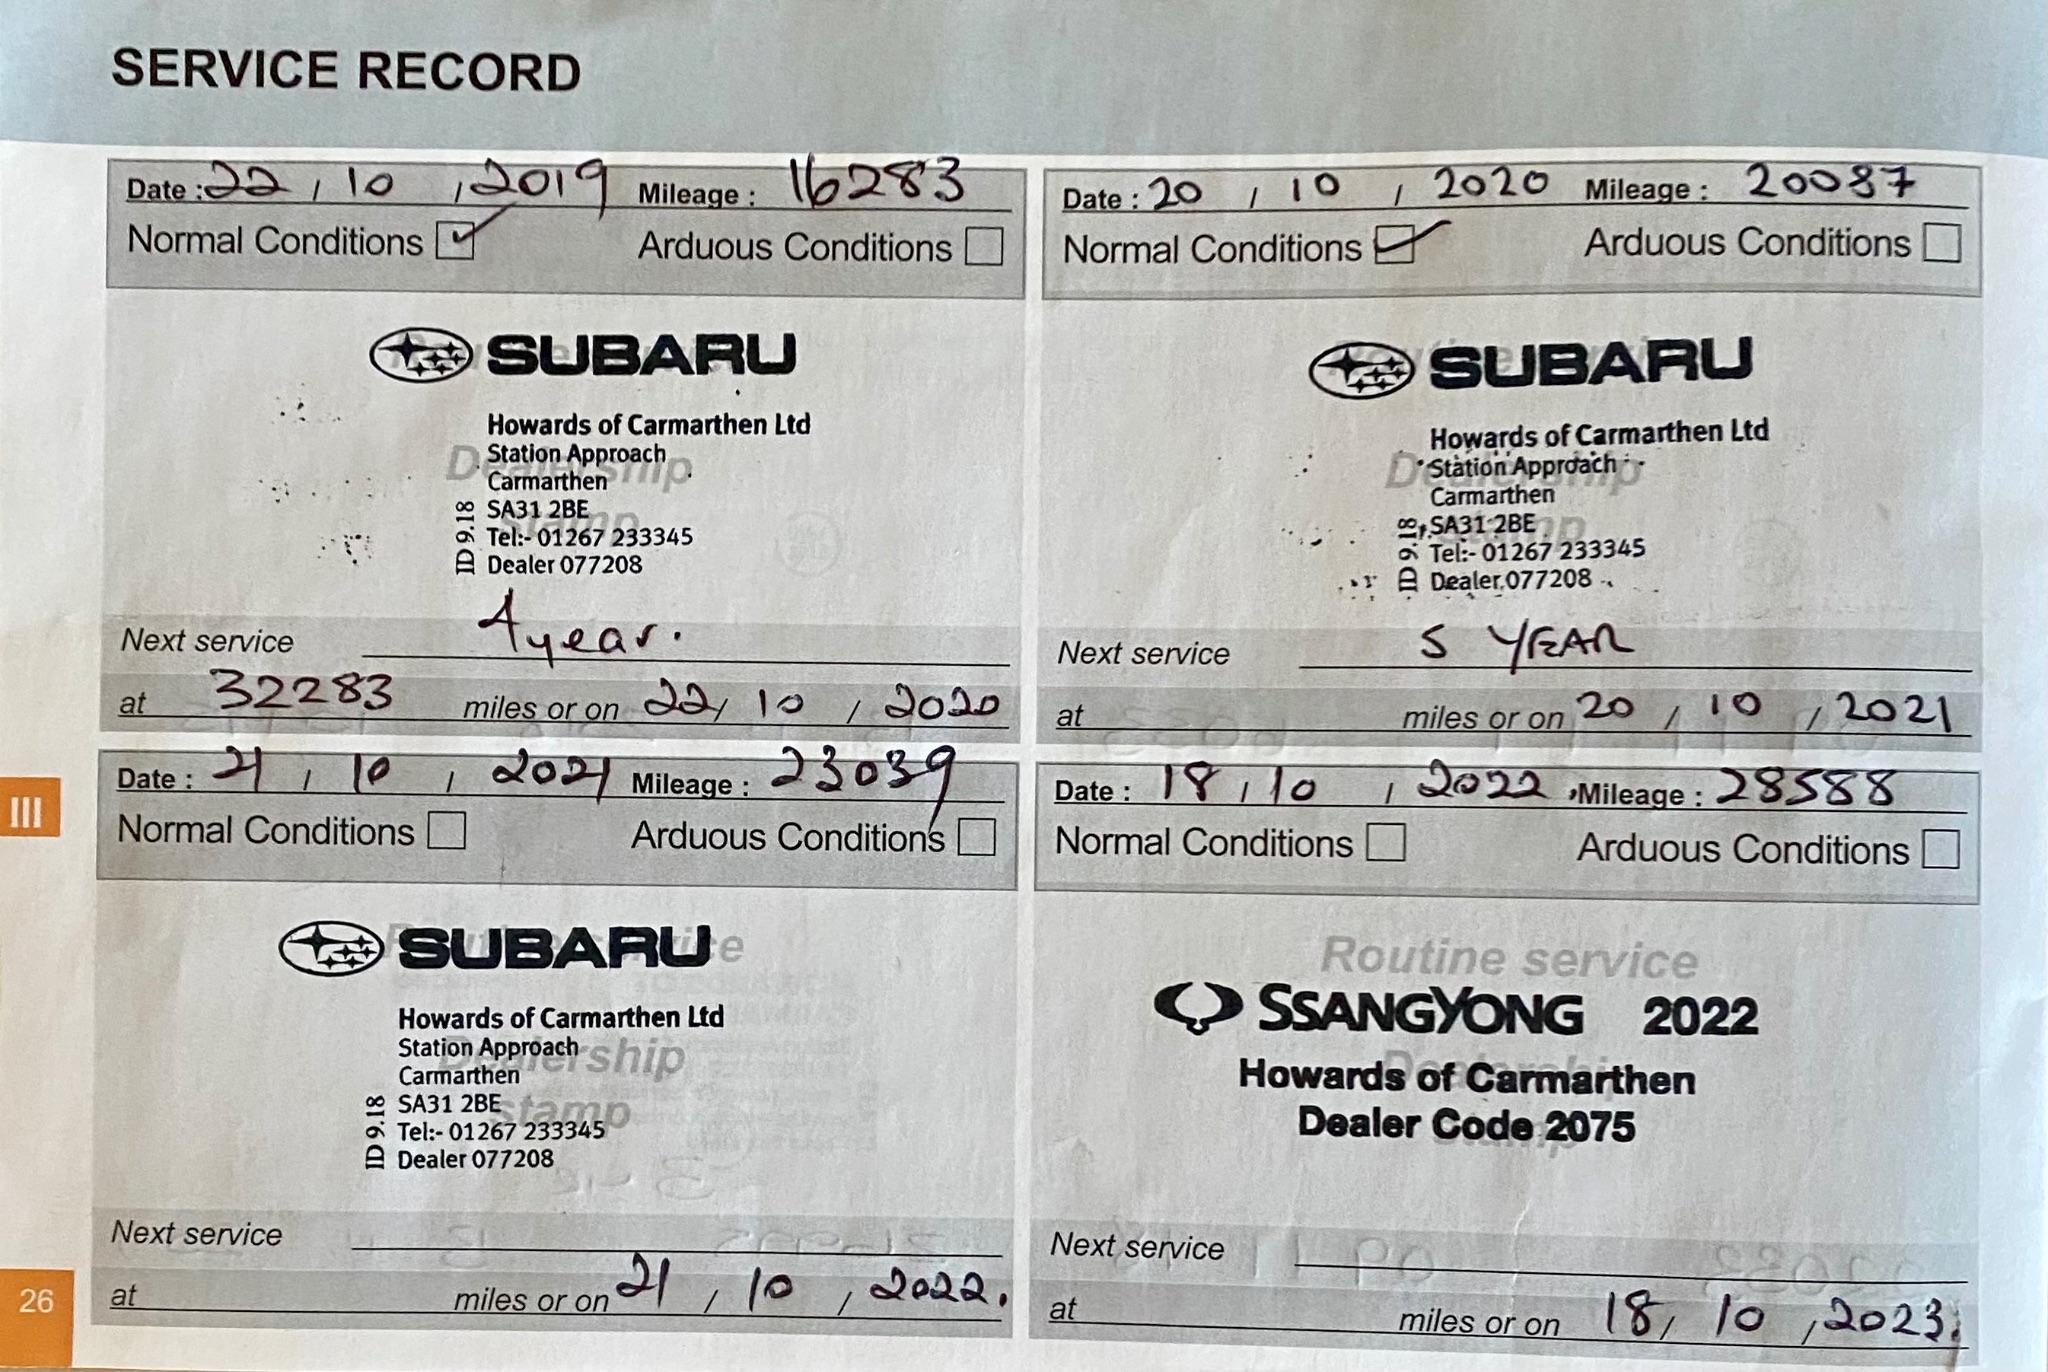 SERVICE RECORD
Date : 22 / 10 / 2019 Mileage : 16283
Normal Conditions Arduous Conditions
SUBARU
Howards of Carmarthen Ltd
Station Approach
Carmarthen
SA31 2BE
Tel:- 01267 233345
Dealer 077208
ID 9.18
Dealership
stamp
Next service 4 year.
at 32283 miles or on 22 / 10 / 2020
Date : 20 / 10 / 2020 Mileage : 20087
Normal Conditions Arduous Conditions
SUBARU
Howards of Carmarthen Ltd
Station Approach
Carmarthen
SA31 2BE
Tel:- 01267 233345
Dealer 077208
ID 9.18
Next service 5 YEAR
at miles or on 20 / 10 / 2021
Date : 21 / 10 / 2021 Mileage : 23039
Normal Conditions Arduous Conditions
SUBARU
Howards of Carmarthen Ltd
Station Approach
Carmarthen
SA31 2BE
Tel:- 01267 233345
Dealer 077208
ID 9.18
Dealership
stamp
Next service
at miles or on 21 / 10 / 2022.
Date : 18 / 10 / 2022 Mileage : 28588
Normal Conditions Arduous Conditions
Routine service
SSANGYONG 2022
Howards of Carmarthen
Dealer Code 2075
Next service
at miles or on 18 / 10 / 2023.
III
26